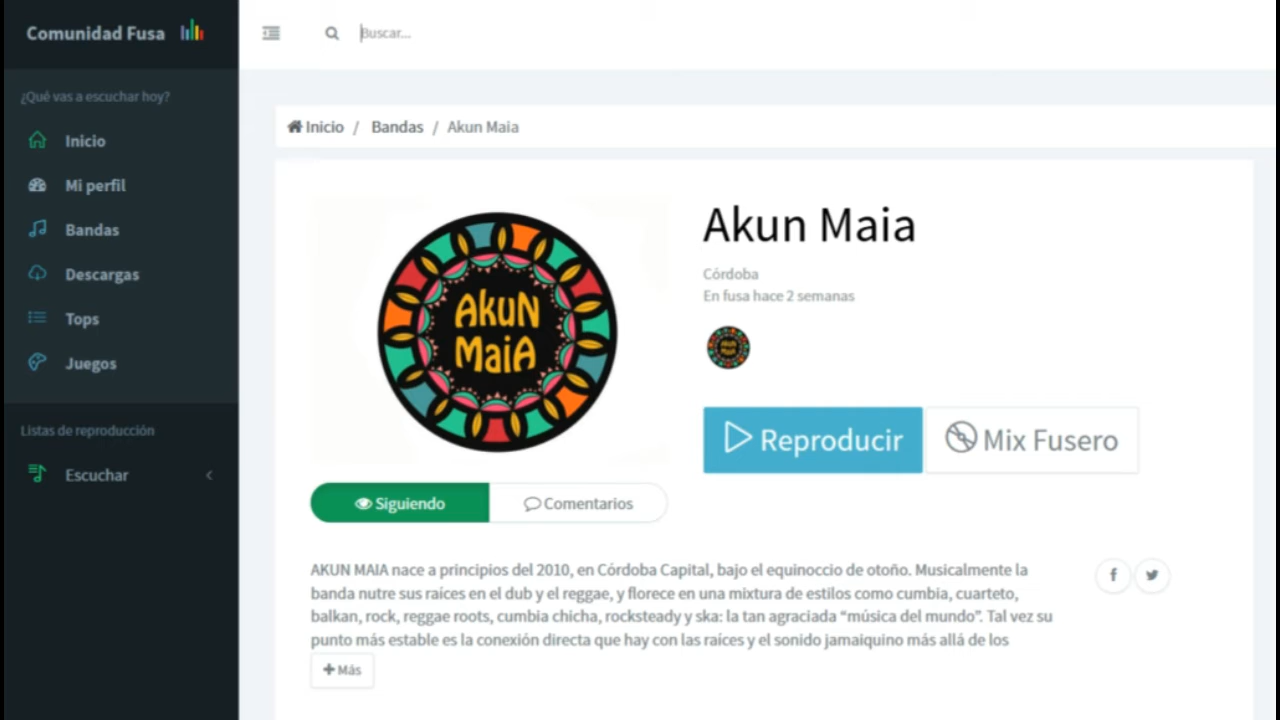 Comunidad Fusa
Buscar...
¿Qué vas a escuchar hoy?
Inicio
Mi perfil
Bandas
Descargas
Tops
Juegos
Listas de reproducción
Escuchar
Inicio / Bandas / Akun Maia
AkuN
MaiA
Siguiendo
Comentarios
Akun Maia
Córdoba
En fusa hace 2 semanas
Reproducir
Mix Fusero
AKUN MAIA nace a principios del 2010, en Córdoba Capital, bajo el equinoccio de otoño. Musicalmente la
banda nutre sus raíces en el dub y el reggae, y florece en una mixtura de estilos como cumbia, cuarteto,
balkan, rock, reggae roots, cumbia chicha, rocksteady y ska: la tan agraciada “música del mundo”. Tal vez su
punto más estable es la conexión directa que hay con las raíces y el sonido jamaiquino más allá de los
Más